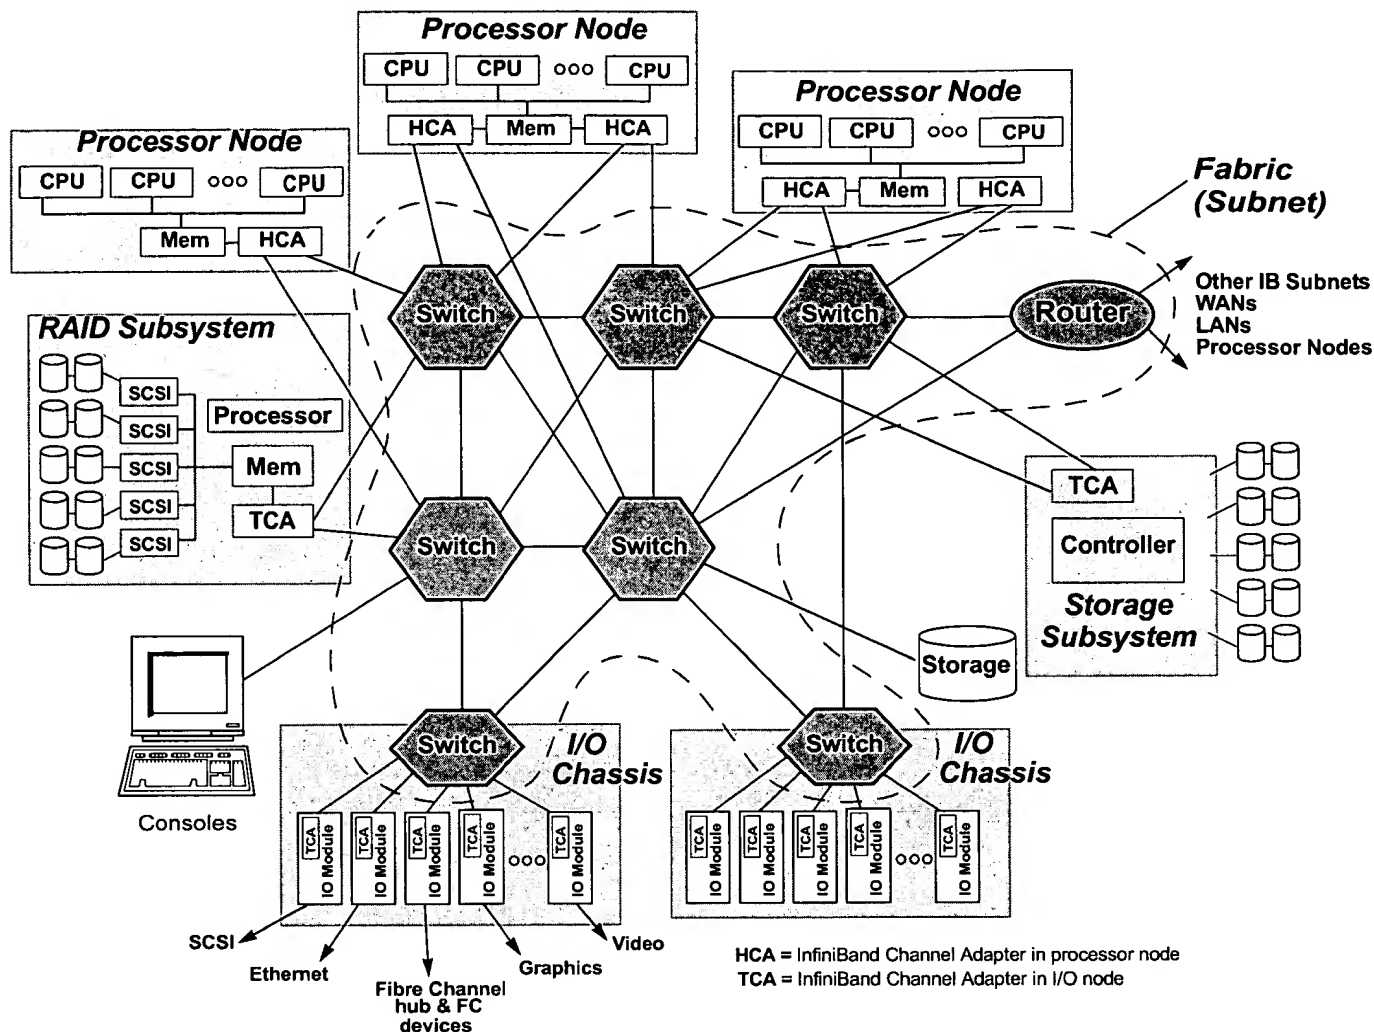 Processor Node
CPU CPU ooo CPU
HCA Mem HCA
Processor Node
CPU CPU ooo CPU
HCA Mem HCA
Processor Node
CPU CPU ooo CPU
Mem HCA
Fabric
(Subnet)
Switch Switch Switch Router
Other IB Subnets
WANs
LANs
Processor Nodes
RAID Subsystem
SCSI
SCSI
SCSI
SCSI
SCSI
Processor
Mem
TCA
Switch Switch
TCA
Controller
Storage
Subsystem
Storage
Consoles
Switch
I/O
Chassis
TCA IO Module
TCA IO Module
TCA IO Module
TCA IO Module
ooo
TCA IO Module
Switch
I/O
Chassis
TCA IO Module
TCA IO Module
TCA IO Module
TCA IO Module
ooo
TCA IO Module
SCSI
Ethernet
Fibre Channel
hub & FC
devices
Graphics
Video
HCA = InfiniBand Channel Adapter in processor node
TCA = InfiniBand Channel Adapter in I/O node